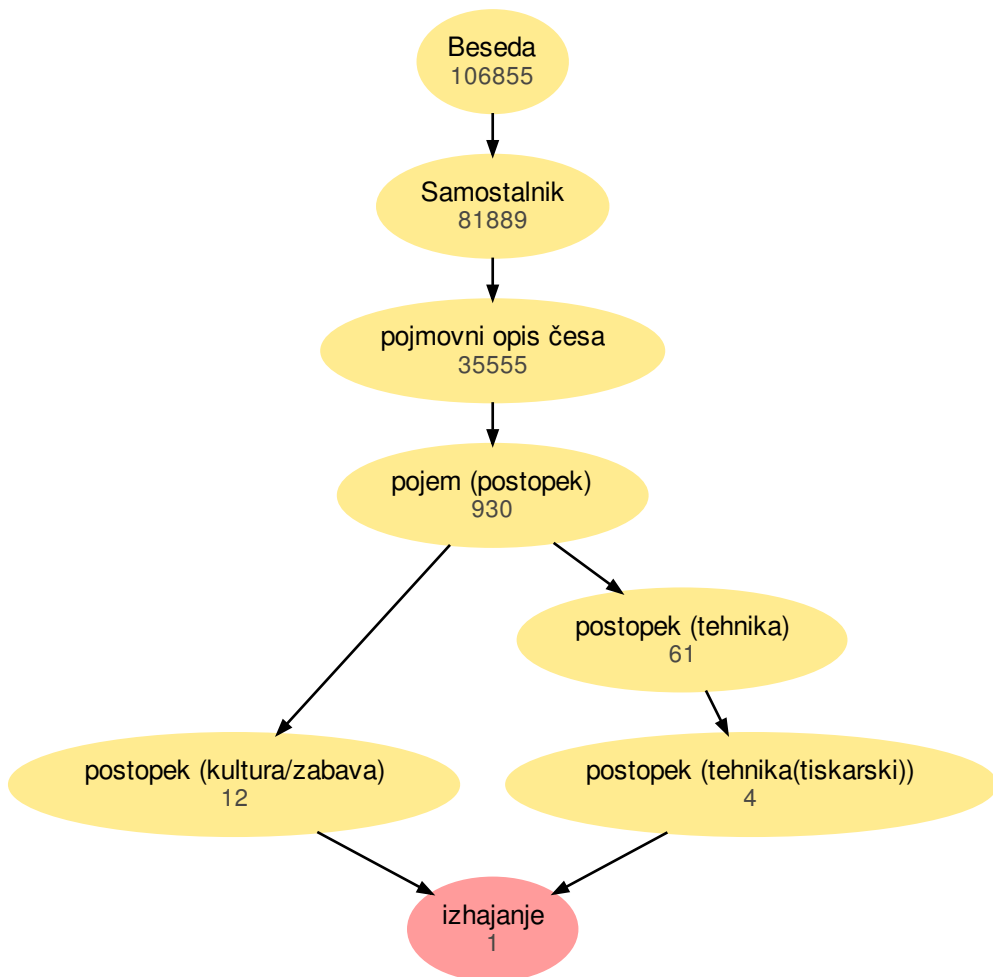 Beseda
106855
Samostalnik
81889
pojmovni opis česa
35555
pojem (postopek)
930
postopek (tehnika)
61
postopek (kultura/zabava)
12
postopek (tehnika(tiskarski))
4
izhajanje
1